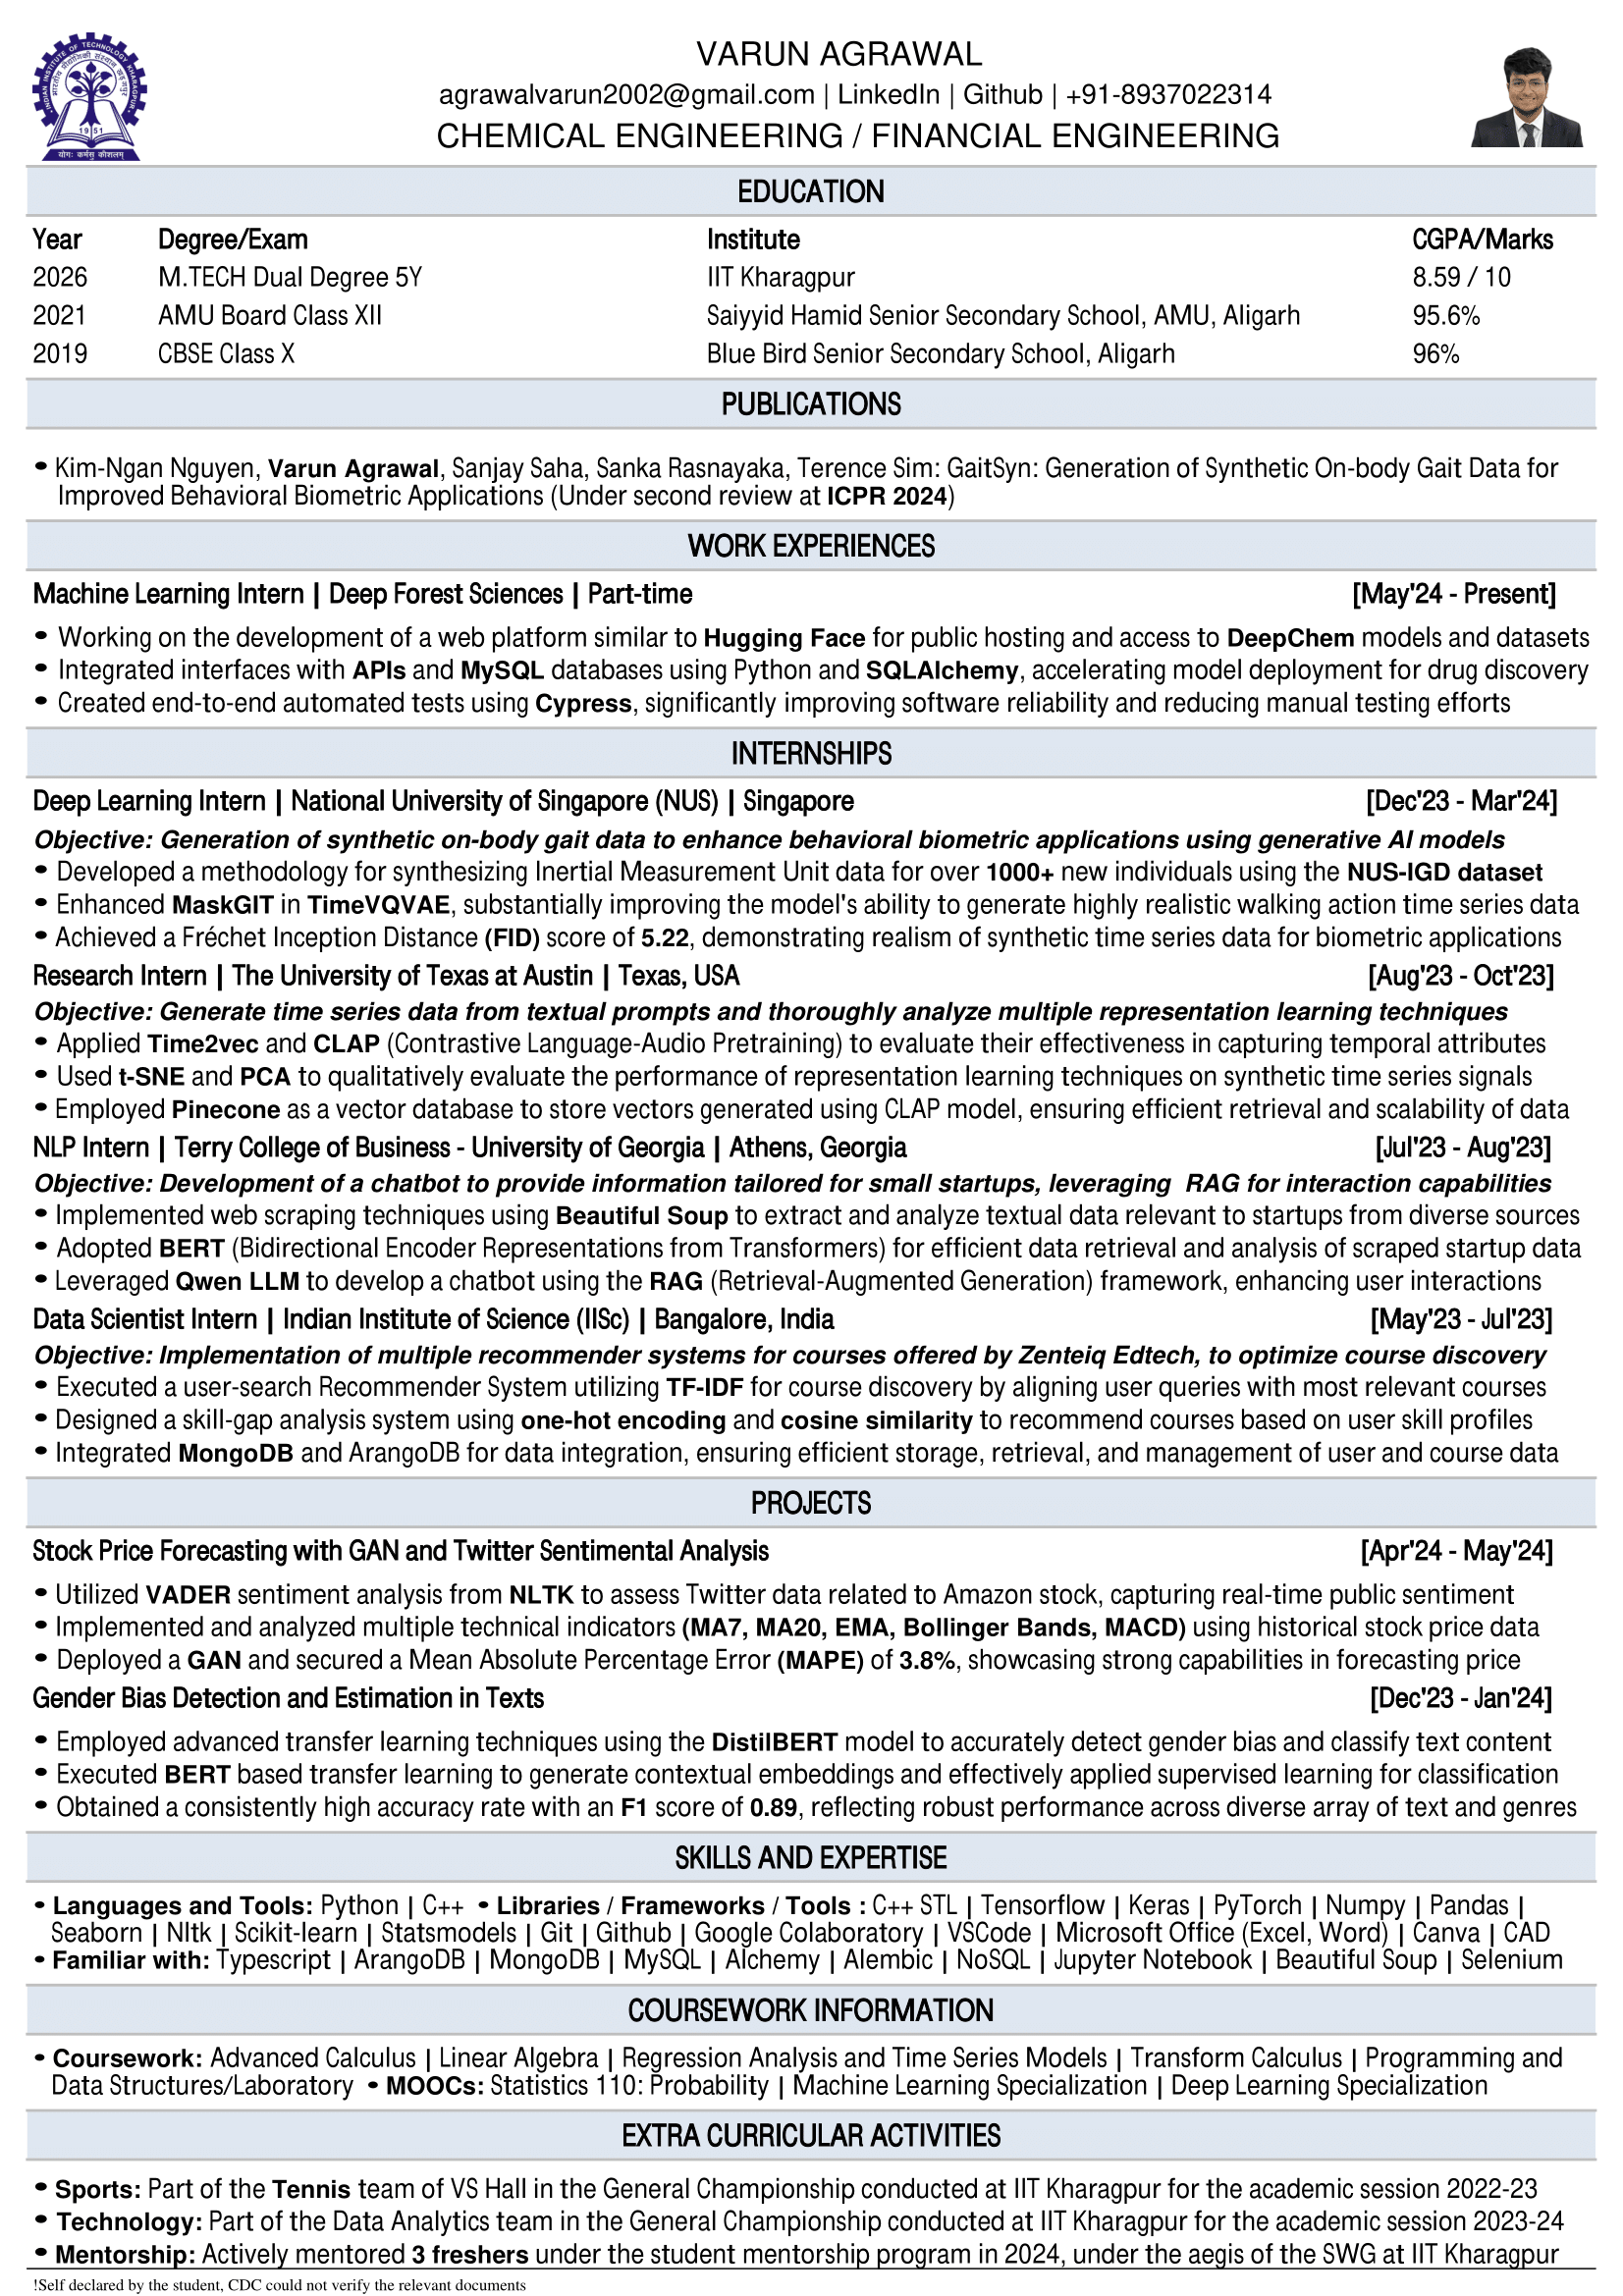 INDIAN INSTITUTE OF TECHNOLOGY KHARAGPUR
1951
योगः कर्मसु कौशलम्
VARUN AGRAWAL
agrawalvarun2002@gmail.com | LinkedIn | Github | +91-8937022314
CHEMICAL ENGINEERING / FINANCIAL ENGINEERING
EDUCATION
Year Degree/Exam Institute CGPA/Marks
2026 M.TECH Dual Degree 5Y IIT Kharagpur 8.59 / 10
2021 AMU Board Class XII Saiyyid Hamid Senior Secondary School, AMU, Aligarh 95.6%
2019 CBSE Class X Blue Bird Senior Secondary School, Aligarh 96%
PUBLICATIONS
• Kim-Ngan Nguyen, Varun Agrawal, Sanjay Saha, Sanka Rasnayaka, Terence Sim: GaitSyn: Generation of Synthetic On-body Gait Data for
Improved Behavioral Biometric Applications (Under second review at ICPR 2024)
WORK EXPERIENCES
Machine Learning Intern | Deep Forest Sciences | Part-time [May'24 - Present]
• Working on the development of a web platform similar to Hugging Face for public hosting and access to DeepChem models and datasets
• Integrated interfaces with APIs and MySQL databases using Python and SQLAlchemy, accelerating model deployment for drug discovery
• Created end-to-end automated tests using Cypress, significantly improving software reliability and reducing manual testing efforts
INTERNSHIPS
Deep Learning Intern | National University of Singapore (NUS) | Singapore [Dec'23 - Mar'24]
Objective: Generation of synthetic on-body gait data to enhance behavioral biometric applications using generative AI models
• Developed a methodology for synthesizing Inertial Measurement Unit data for over 1000+ new individuals using the NUS-IGD dataset
• Enhanced MaskGIT in TimeVQVAE, substantially improving the model's ability to generate highly realistic walking action time series data
• Achieved a Fréchet Inception Distance (FID) score of 5.22, demonstrating realism of synthetic time series data for biometric applications
Research Intern | The University of Texas at Austin | Texas, USA [Aug'23 - Oct'23]
Objective: Generate time series data from textual prompts and thoroughly analyze multiple representation learning techniques
• Applied Time2vec and CLAP (Contrastive Language-Audio Pretraining) to evaluate their effectiveness in capturing temporal attributes
• Used t-SNE and PCA to qualitatively evaluate the performance of representation learning techniques on synthetic time series signals
• Employed Pinecone as a vector database to store vectors generated using CLAP model, ensuring efficient retrieval and scalability of data
NLP Intern | Terry College of Business - University of Georgia | Athens, Georgia [Jul'23 - Aug'23]
Objective: Development of a chatbot to provide information tailored for small startups, leveraging RAG for interaction capabilities
• Implemented web scraping techniques using Beautiful Soup to extract and analyze textual data relevant to startups from diverse sources
• Adopted BERT (Bidirectional Encoder Representations from Transformers) for efficient data retrieval and analysis of scraped startup data
• Leveraged Qwen LLM to develop a chatbot using the RAG (Retrieval-Augmented Generation) framework, enhancing user interactions
Data Scientist Intern | Indian Institute of Science (IISc) | Bangalore, India [May'23 - Jul'23]
Objective: Implementation of multiple recommender systems for courses offered by Zenteiq Edtech, to optimize course discovery
• Executed a user-search Recommender System utilizing TF-IDF for course discovery by aligning user queries with most relevant courses
• Designed a skill-gap analysis system using one-hot encoding and cosine similarity to recommend courses based on user skill profiles
• Integrated MongoDB and ArangoDB for data integration, ensuring efficient storage, retrieval, and management of user and course data
PROJECTS
Stock Price Forecasting with GAN and Twitter Sentimental Analysis [Apr'24 - May'24]
• Utilized VADER sentiment analysis from NLTK to assess Twitter data related to Amazon stock, capturing real-time public sentiment
• Implemented and analyzed multiple technical indicators (MA7, MA20, EMA, Bollinger Bands, MACD) using historical stock price data
• Deployed a GAN and secured a Mean Absolute Percentage Error (MAPE) of 3.8%, showcasing strong capabilities in forecasting price
Gender Bias Detection and Estimation in Texts [Dec'23 - Jan'24]
• Employed advanced transfer learning techniques using the DistilBERT model to accurately detect gender bias and classify text content
• Executed BERT based transfer learning to generate contextual embeddings and effectively applied supervised learning for classification
• Obtained a consistently high accuracy rate with an F1 score of 0.89, reflecting robust performance across diverse array of text and genres
SKILLS AND EXPERTISE
• Languages and Tools: Python | C++ • Libraries / Frameworks / Tools : C++ STL | Tensorflow | Keras | PyTorch | Numpy | Pandas |
Seaborn | Nltk | Scikit-learn | Statsmodels | Git | Github | Google Colaboratory | VSCode | Microsoft Office (Excel, Word) | Canva | CAD
• Familiar with: Typescript | ArangoDB | MongoDB | MySQL | Alchemy | Alembic | NoSQL | Jupyter Notebook | Beautiful Soup | Selenium
COURSEWORK INFORMATION
• Coursework: Advanced Calculus | Linear Algebra | Regression Analysis and Time Series Models | Transform Calculus | Programming and
Data Structures/Laboratory • MOOCs: Statistics 110: Probability | Machine Learning Specialization | Deep Learning Specialization
EXTRA CURRICULAR ACTIVITIES
• Sports: Part of the Tennis team of VS Hall in the General Championship conducted at IIT Kharagpur for the academic session 2022-23
• Technology: Part of the Data Analytics team in the General Championship conducted at IIT Kharagpur for the academic session 2023-24
• Mentorship: Actively mentored 3 freshers under the student mentorship program in 2024, under the aegis of the SWG at IIT Kharagpur
!Self declared by the student, CDC could not verify the relevant documents